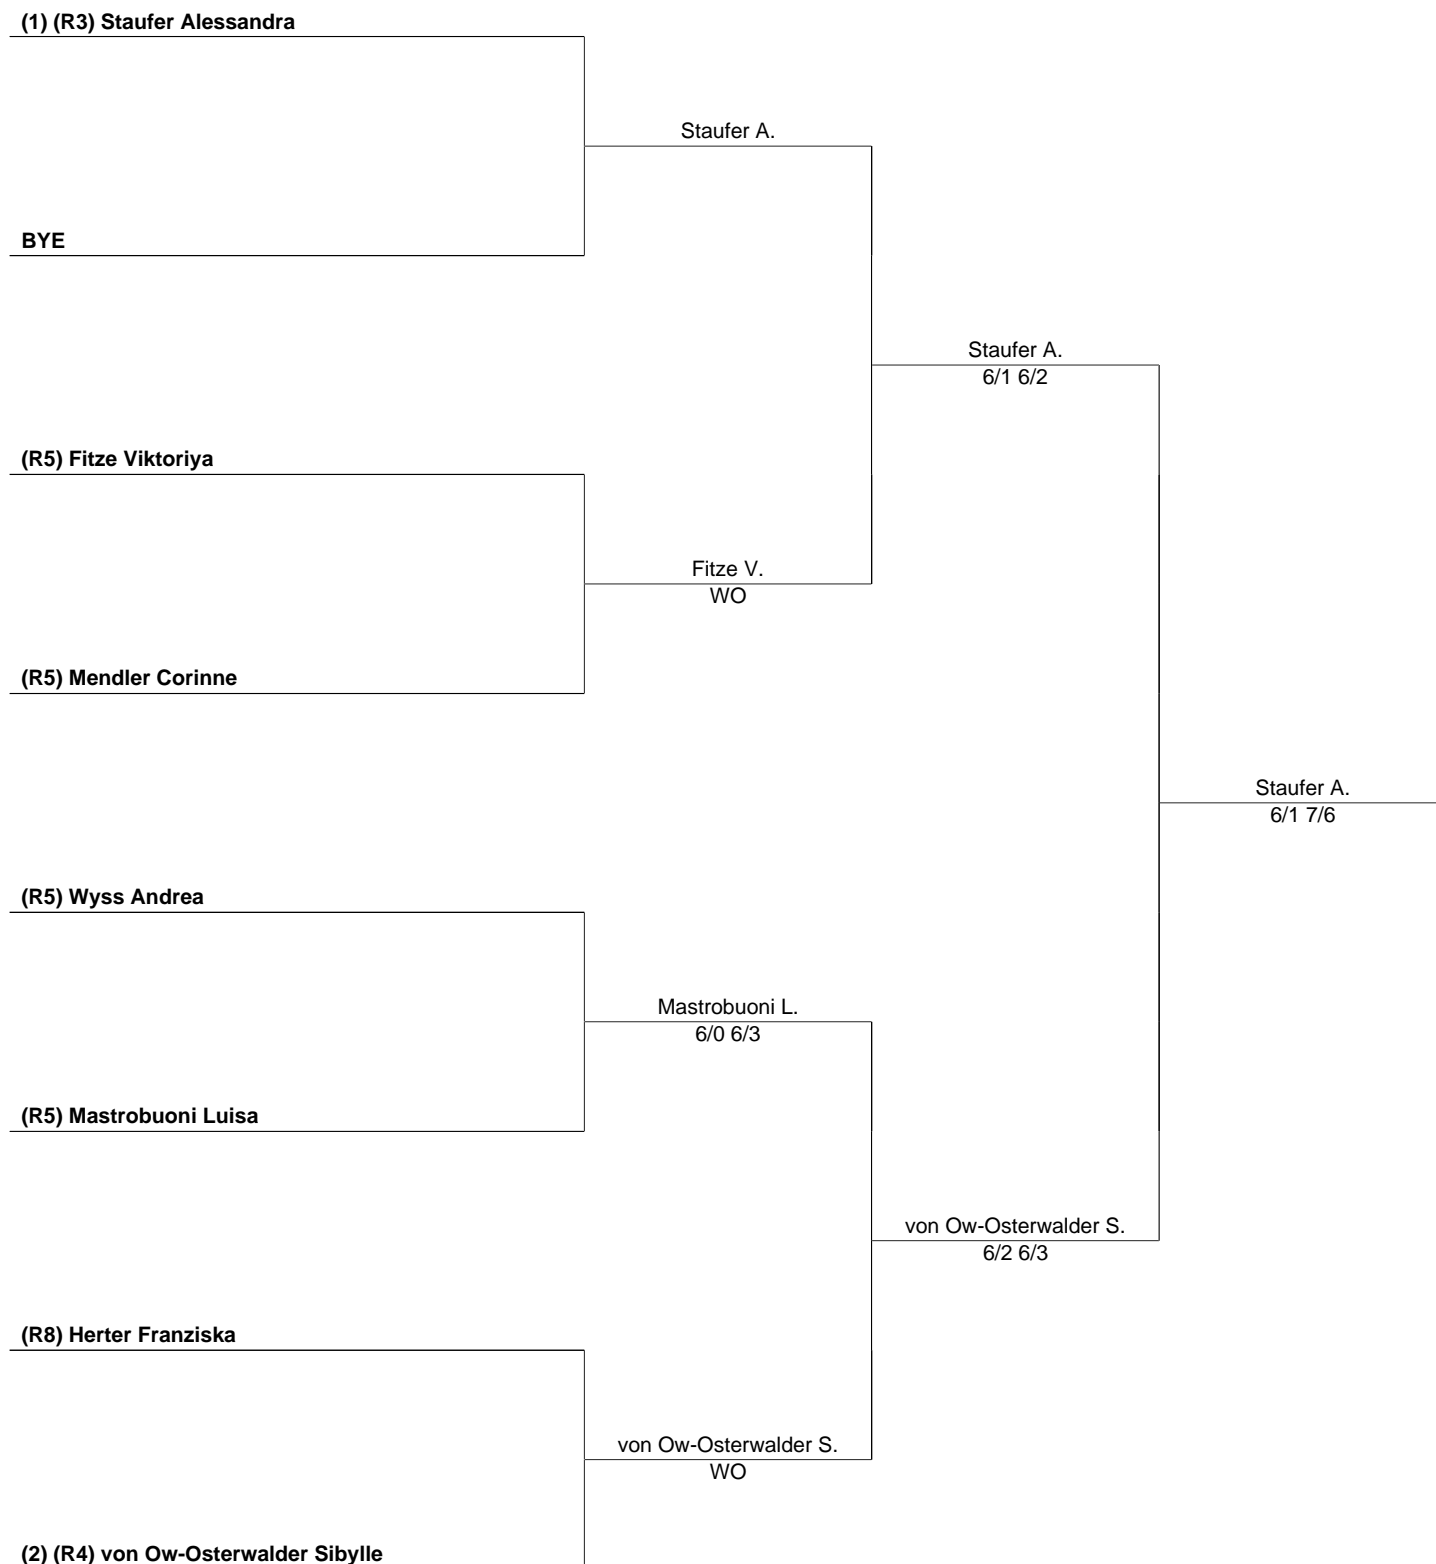 (1) (R3) Staufer Alessandra
Staufer A.
BYE
Staufer A.
6/1 6/2
(R5) Fitze Viktoriya
Fitze V.
WO
(R5) Mendler Corinne
Staufer A.
6/1 7/6
(R5) Wyss Andrea
Mastrobuoni L.
6/0 6/3
(R5) Mastrobuoni Luisa
von Ow-Osterwalder S.
6/2 6/3
(R8) Herter Franziska
von Ow-Osterwalder S.
WO
(2) (R4) von Ow-Osterwalder Sibylle